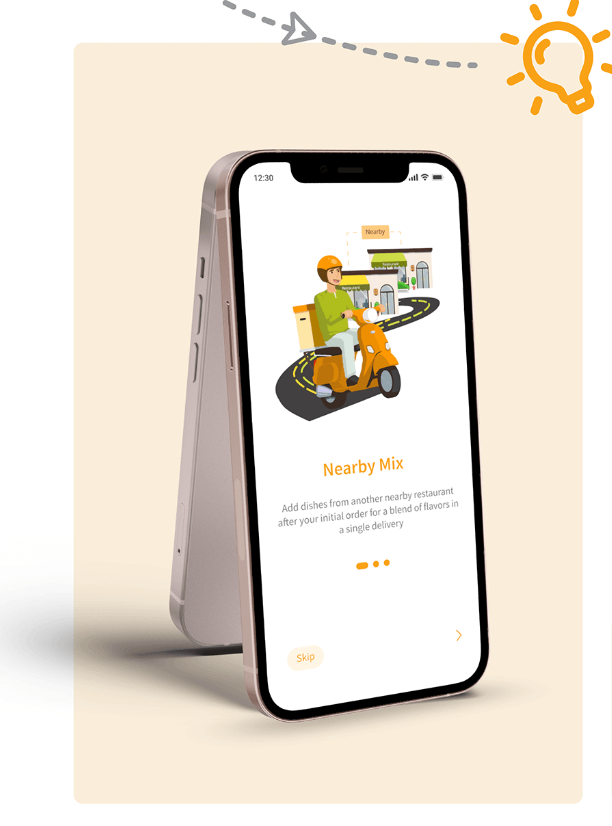 12:30
Nearby
Nearby Mix
Add dishes from another nearby restaurant
after your initial order for a blend of flavors in
a single delivery
Skip